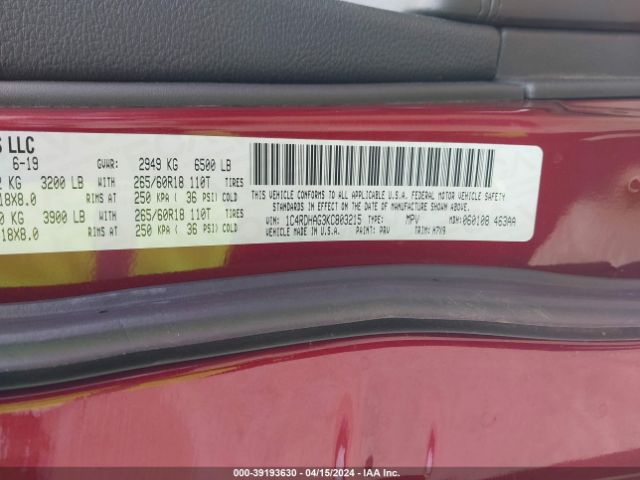 S LLC
6-19 GVWR: 2949 KG 6500 LB
KG 3200 LB 265/60R18 110T TIRES
18X8.0 RIMS AT 250 KPA ( 36 PSI) COLD
KG 3900 LB 265/60R18 110T TIRES
18X8.0 RIMS AT 250 KPA ( 36 PSI) COLD
THIS VEHICLE CONFORMS TO ALL APPLICABLE U.S.A. FEDERAL MOTOR VEHICLE SAFETY
STANDARDS IN EFFECT ON THE DATE OF MANUFACTURE SHOWN ABOVE.
VIN: 1C4RDHAG3KC803215 TYPE: MPV MDH: 060108 463AA
VEHICLE MADE IN U.S.A. PAINT: PRV TRIM: H7X9
000-39193630 - 04/15/2024 - IAA Inc.